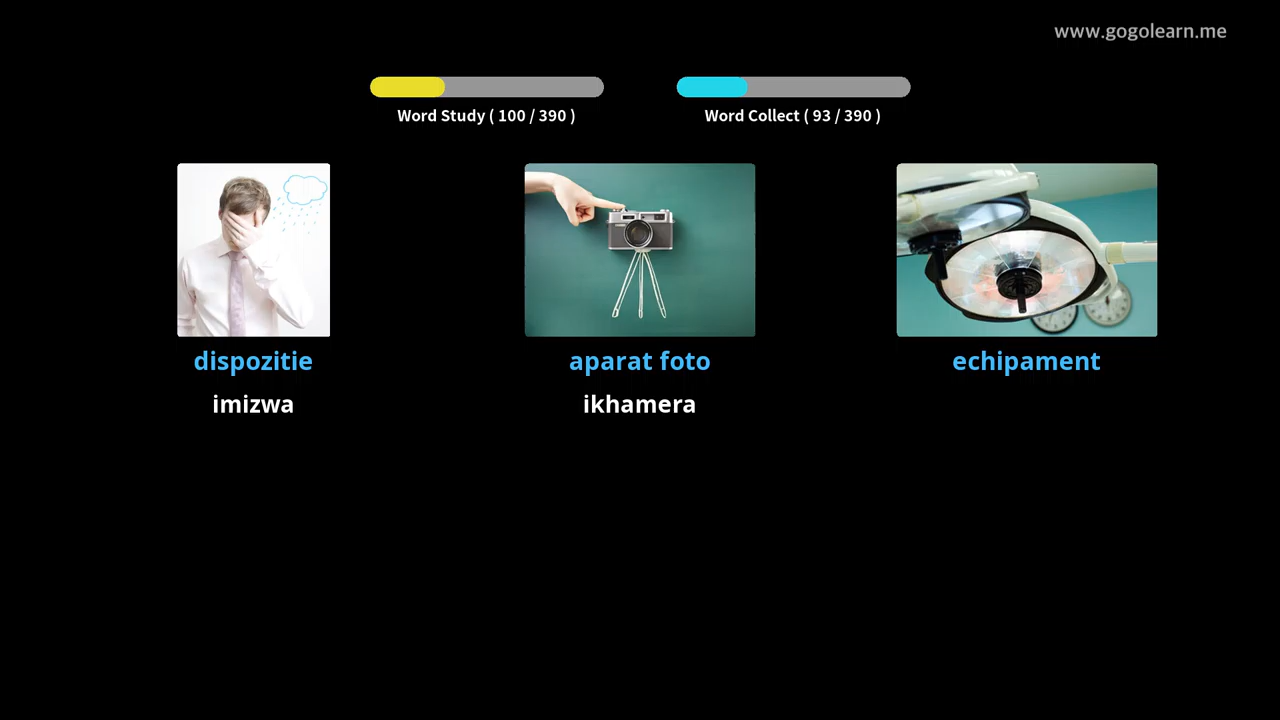 www.gogolearn.me
Word Study ( 100 / 390 )
Word Collect ( 93 / 390 )
dispozitie
aparat foto
echipament
imizwa
ikhamera